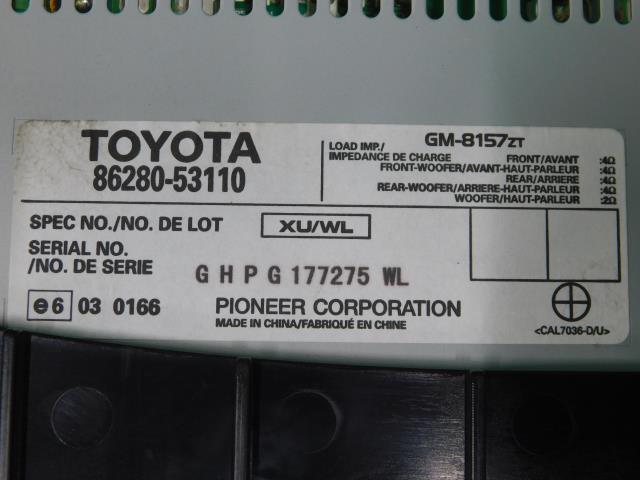 TOYOTA
86280-53110
GM-8157ZT
LOAD IMP./
IMPEDANCE DE CHARGE
FRONT/AVANT :4Ω
FRONT-WOOFER/AVANT-HAUT-PARLEUR :4Ω
REAR/ARRIERE :4Ω
REAR-WOOFER/ARRIERE-HAUT-PARLEUR :4Ω
WOOFER/HAUT-PARLEUR :2Ω
SPEC NO./NO. DE LOT XU/WL
SERIAL NO.
/NO. DE SERIE
G H P G 177275 WL
e6 03 0166
PIONEER CORPORATION
MADE IN CHINA/FABRIQUÉ EN CHINE
<CAL7036-D/U>